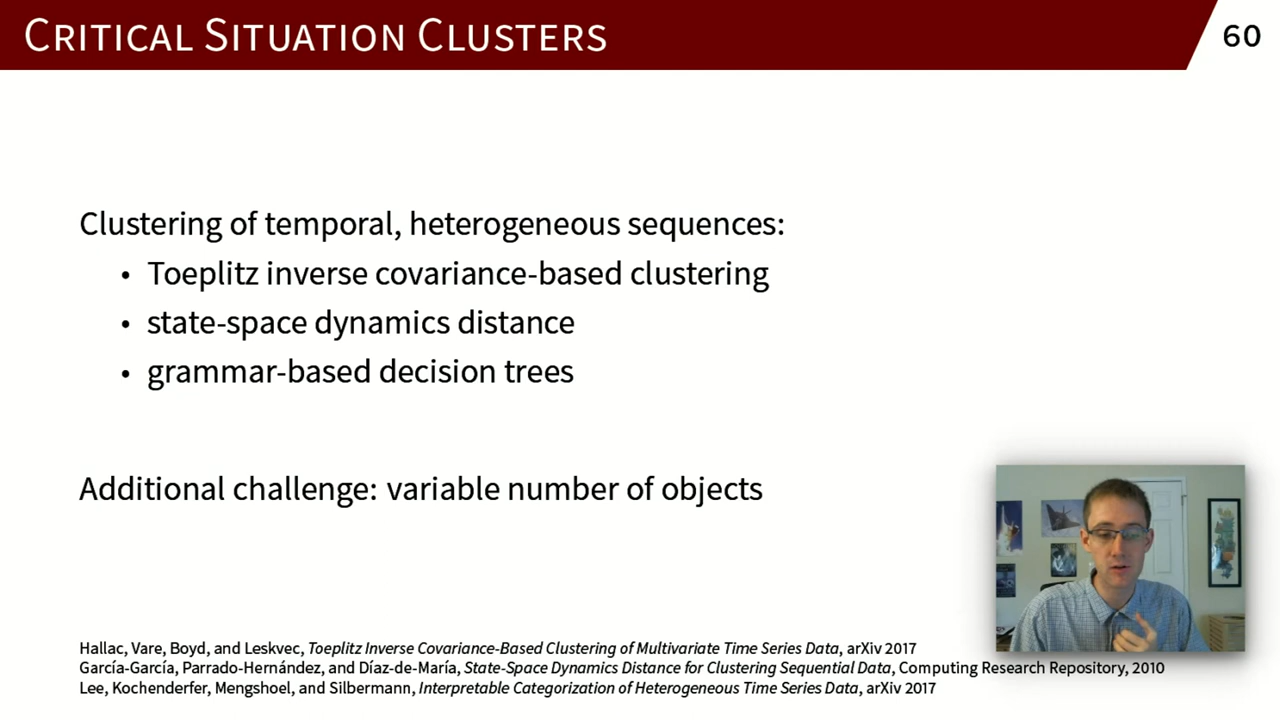 CRITICAL SITUATION CLUSTERS
60
Clustering of temporal, heterogeneous sequences:
• Toeplitz inverse covariance-based clustering
• state-space dynamics distance
• grammar-based decision trees
Additional challenge: variable number of objects
Hallac, Vare, Boyd, and Leskvec, Toeplitz Inverse Covariance-Based Clustering of Multivariate Time Series Data, arXiv 2017
García-García, Parrado-Hernández, and Díaz-de-María, State-Space Dynamics Distance for Clustering Sequential Data, Computing Research Repository, 2010
Lee, Kochenderfer, Mengshoel, and Silbermann, Interpretable Categorization of Heterogeneous Time Series Data, arXiv 2017